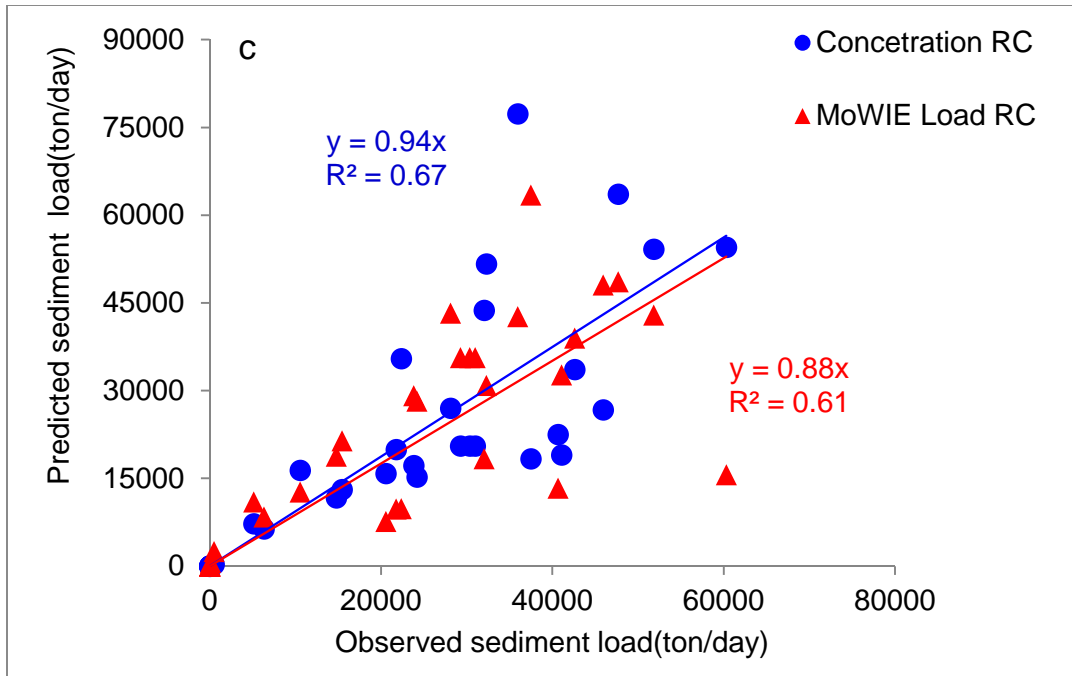 c
Concetration RC
MoWIE Load RC
y = 0.94x
R² = 0.67
y = 0.88x
R² = 0.61
Predicted sediment load(ton/day)
90000
75000
60000
45000
30000
15000
0
0
20000
40000
60000
80000
Observed sediment load(ton/day)